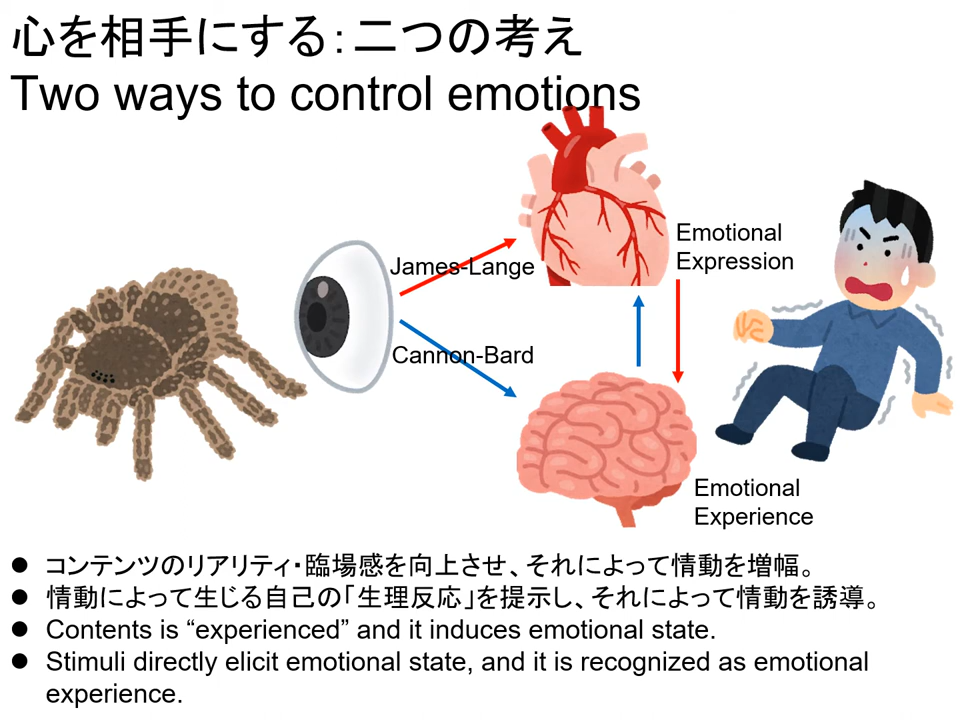 心を相手にする：二つの考え
Two ways to control emotions
James-Lange
Emotional
Expression
Cannon-Bard
Emotional
Experience
● コンテンツのリアリティ・臨場感を向上させ、それによって情動を増幅。
● 情動によって生じる自己の「生理反応」を提示し、それによって情動を誘導。
● Contents is “experienced” and it induces emotional state.
● Stimuli directly elicit emotional state, and it is recognized as emotional
experience.